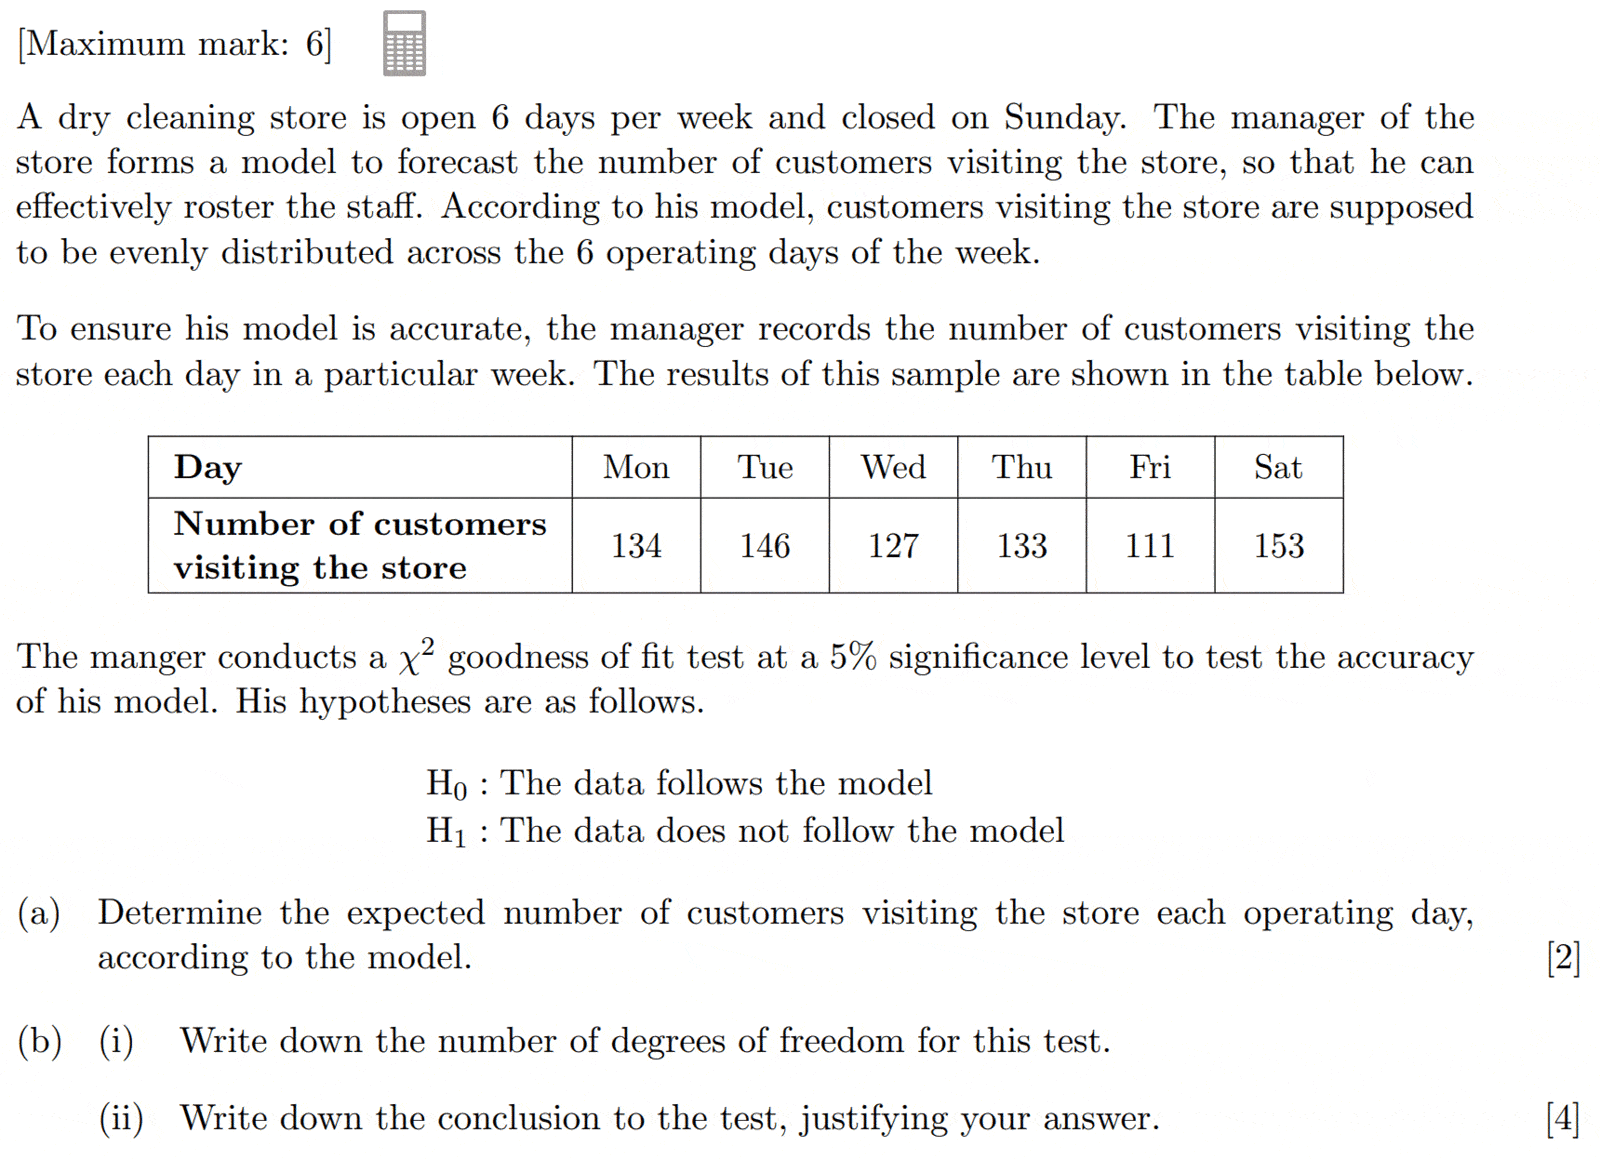 [Maximum mark: 6]
A dry cleaning store is open 6 days per week and closed on Sunday. The manager of the
store forms a model to forecast the number of customers visiting the store, so that he can
effectively roster the staff. According to his model, customers visiting the store are supposed
to be evenly distributed across the 6 operating days of the week.
To ensure his model is accurate, the manager records the number of customers visiting the
store each day in a particular week. The results of this sample are shown in the table below.
Day Mon Tue Wed Thu Fri Sat
Number of customers
visiting the store 134 146 127 133 111 153
The manger conducts a χ² goodness of fit test at a 5% significance level to test the accuracy
of his model. His hypotheses are as follows.
H₀ : The data follows the model
H₁ : The data does not follow the model
(a) Determine the expected number of customers visiting the store each operating day,
according to the model. [2]
(b) (i) Write down the number of degrees of freedom for this test.
(ii) Write down the conclusion to the test, justifying your answer. [4]